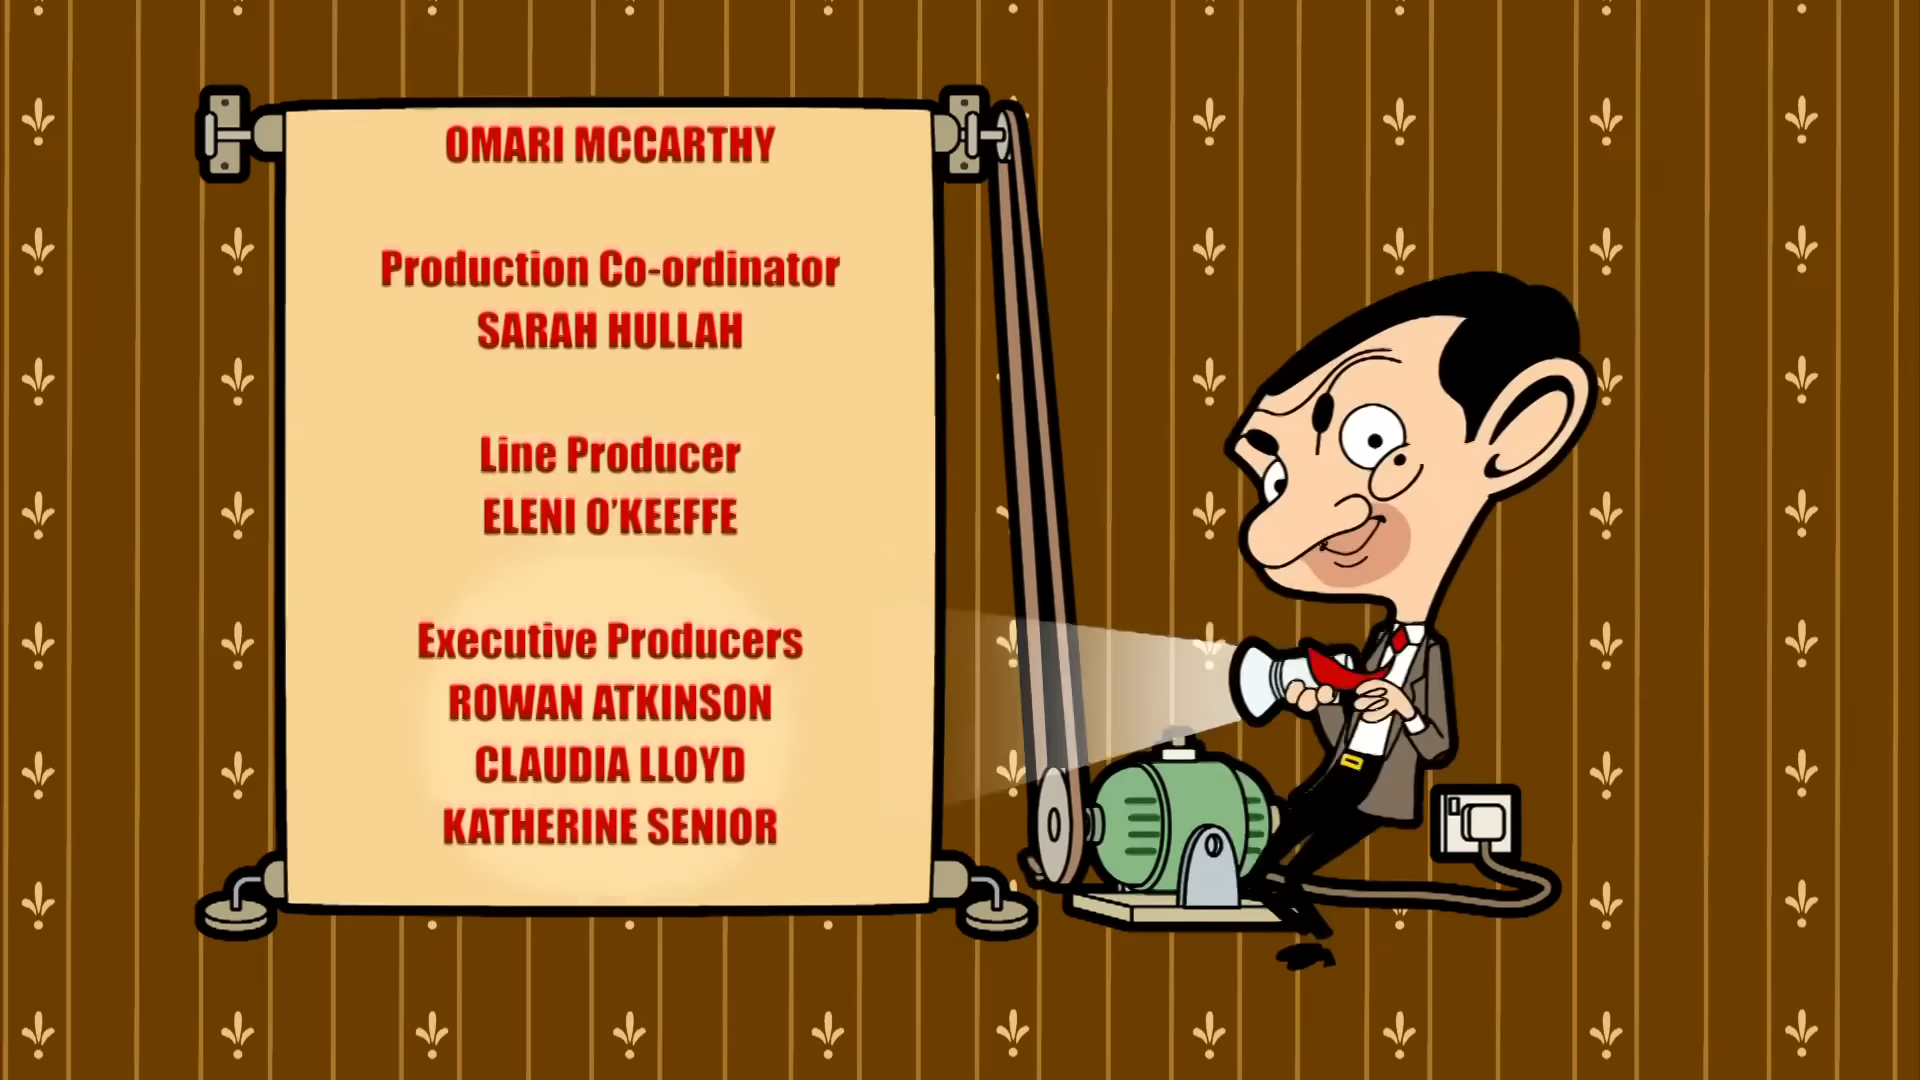 OMARI MCCARTHY
Production Co-ordinator
SARAH HULLAH
Line Producer
ELENI O'KEEFFE
Executive Producers
ROWAN ATKINSON
CLAUDIA LLOYD
KATHERINE SENIOR